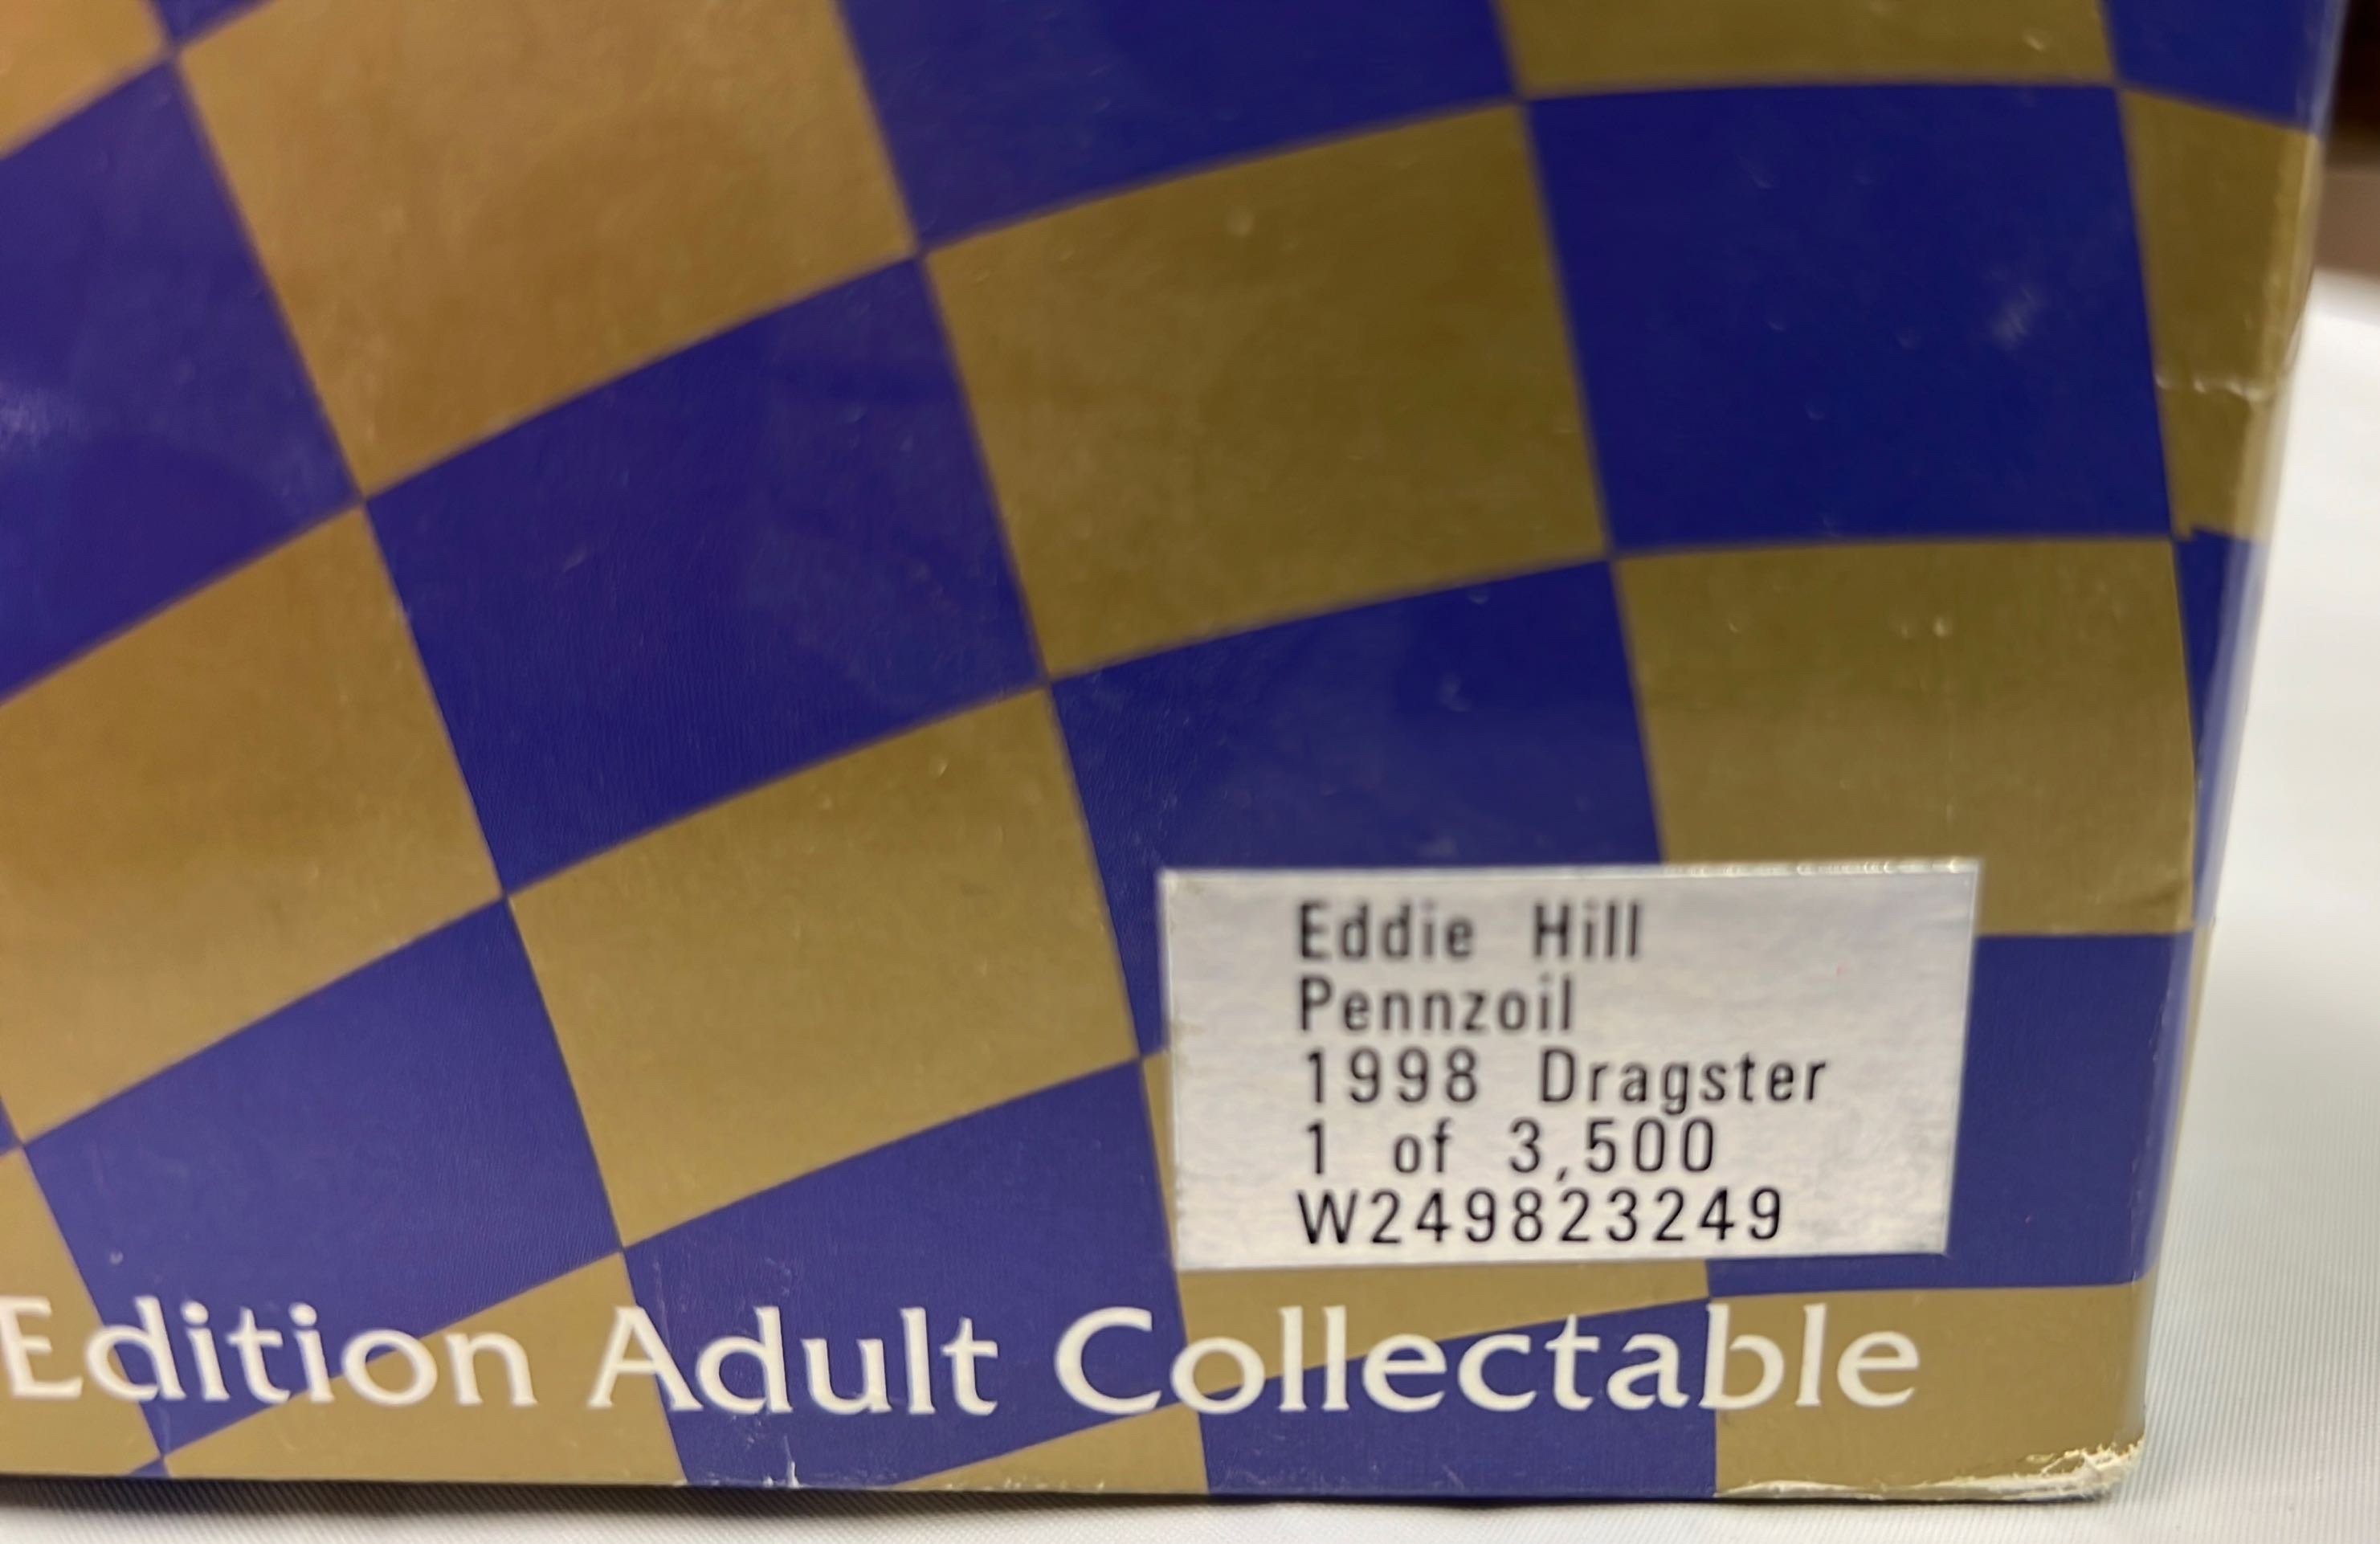 Eddie Hill
Pennzoil
1998 Dragster
1 of 3,500
W249823249
Edition Adult Collectable